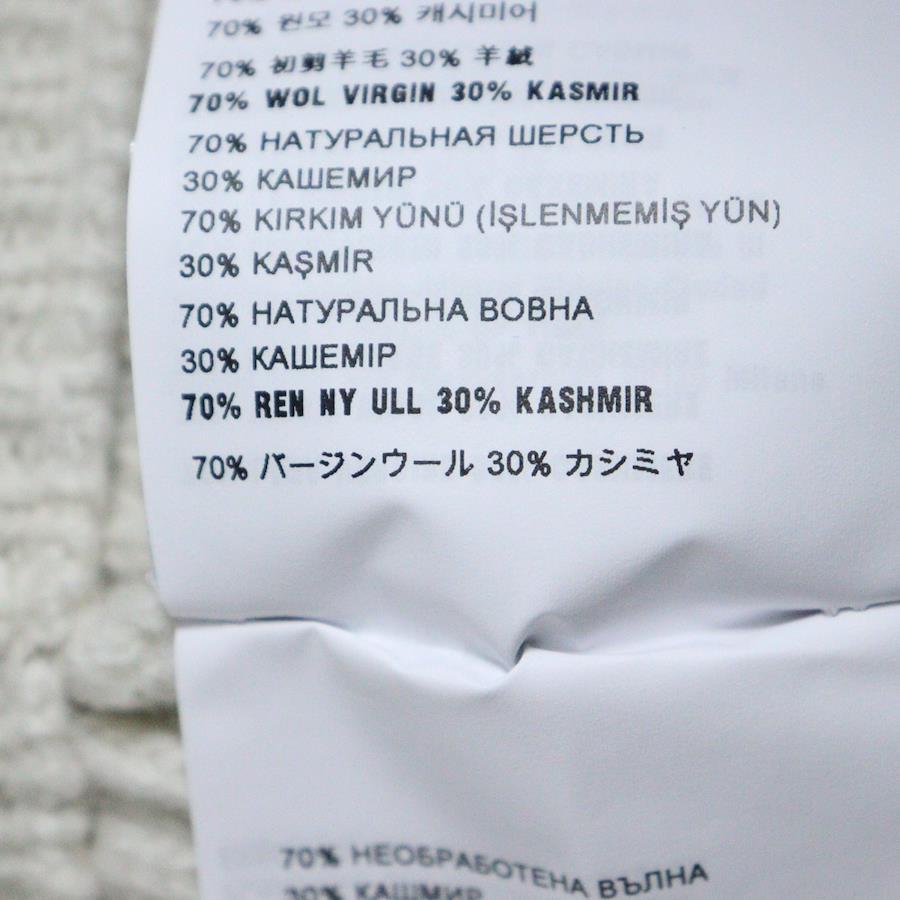 70% 원모 30% 캐시미어
70% 初剪羊毛 30% 羊絨
70% WOL VIRGIN 30% KASMIR
70% НАТУРАЛЬНАЯ ШЕРСТЬ
30% КАШЕМИР
70% KIRKIM YÜNÜ (İŞLENMEMİŞ YÜN)
30% KAŞMİR
70% НАТУРАЛЬНА ВОВНА
30% КАШЕМІР
70% REN NY ULL 30% KASHMIR
70% バージンウール 30% カシミヤ
70% НЕОБРАБОТЕНА ВЪЛНА
30% КАШМИР